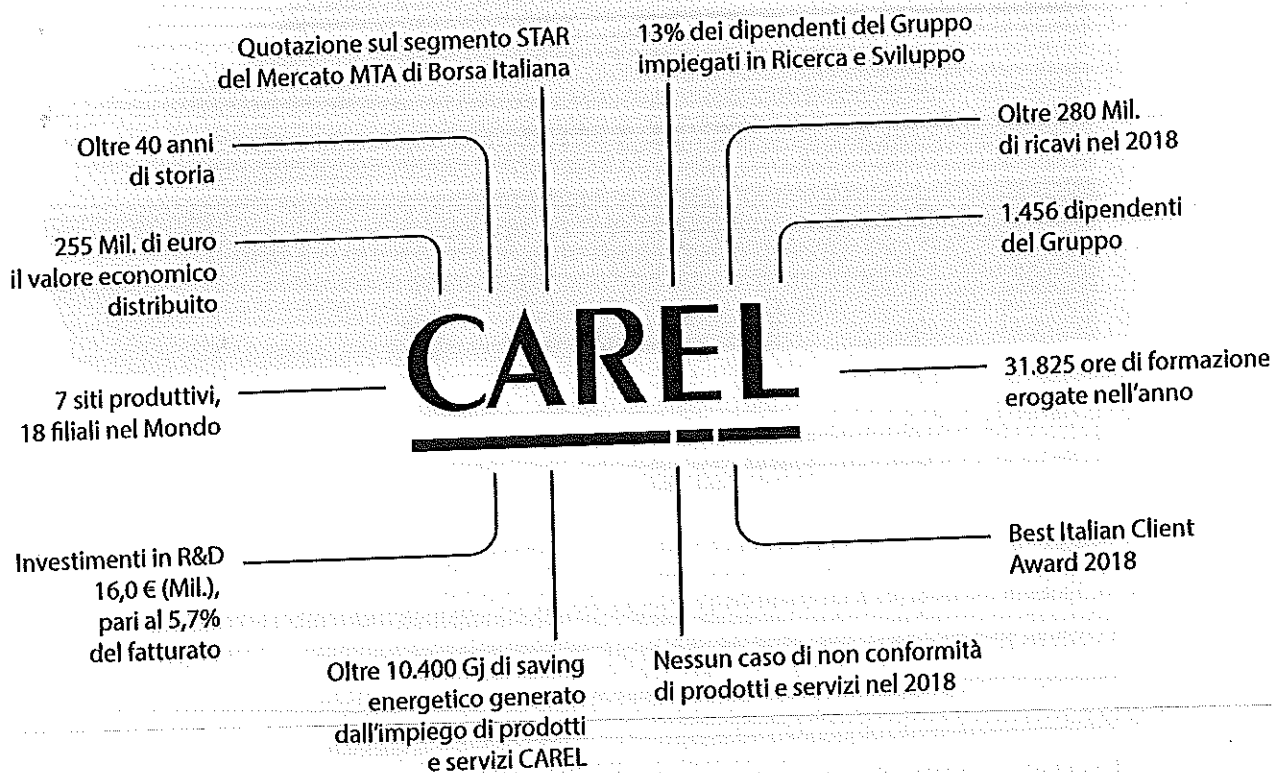 Quotazione sul segmento STAR
del Mercato MTA di Borsa Italiana
13% dei dipendenti del Gruppo
impiegati in Ricerca e Sviluppo
Oltre 40 anni
di storia
Oltre 280 Mil.
di ricavi nel 2018
255 Mil. di euro
il valore economico
distribuito
1.456 dipendenti
del Gruppo
CAREL
7 siti produttivi,
18 filiali nel Mondo
31.825 ore di formazione
erogate nell'anno
Investimenti in R&D
16,0 € (Mil.),
pari al 5,7%
del fatturato
Best Italian Client
Award 2018
Oltre 10.400 Gj di saving
energetico generato
dall'impiego di prodotti
e servizi CAREL
Nessun caso di non conformità
di prodotti e servizi nel 2018